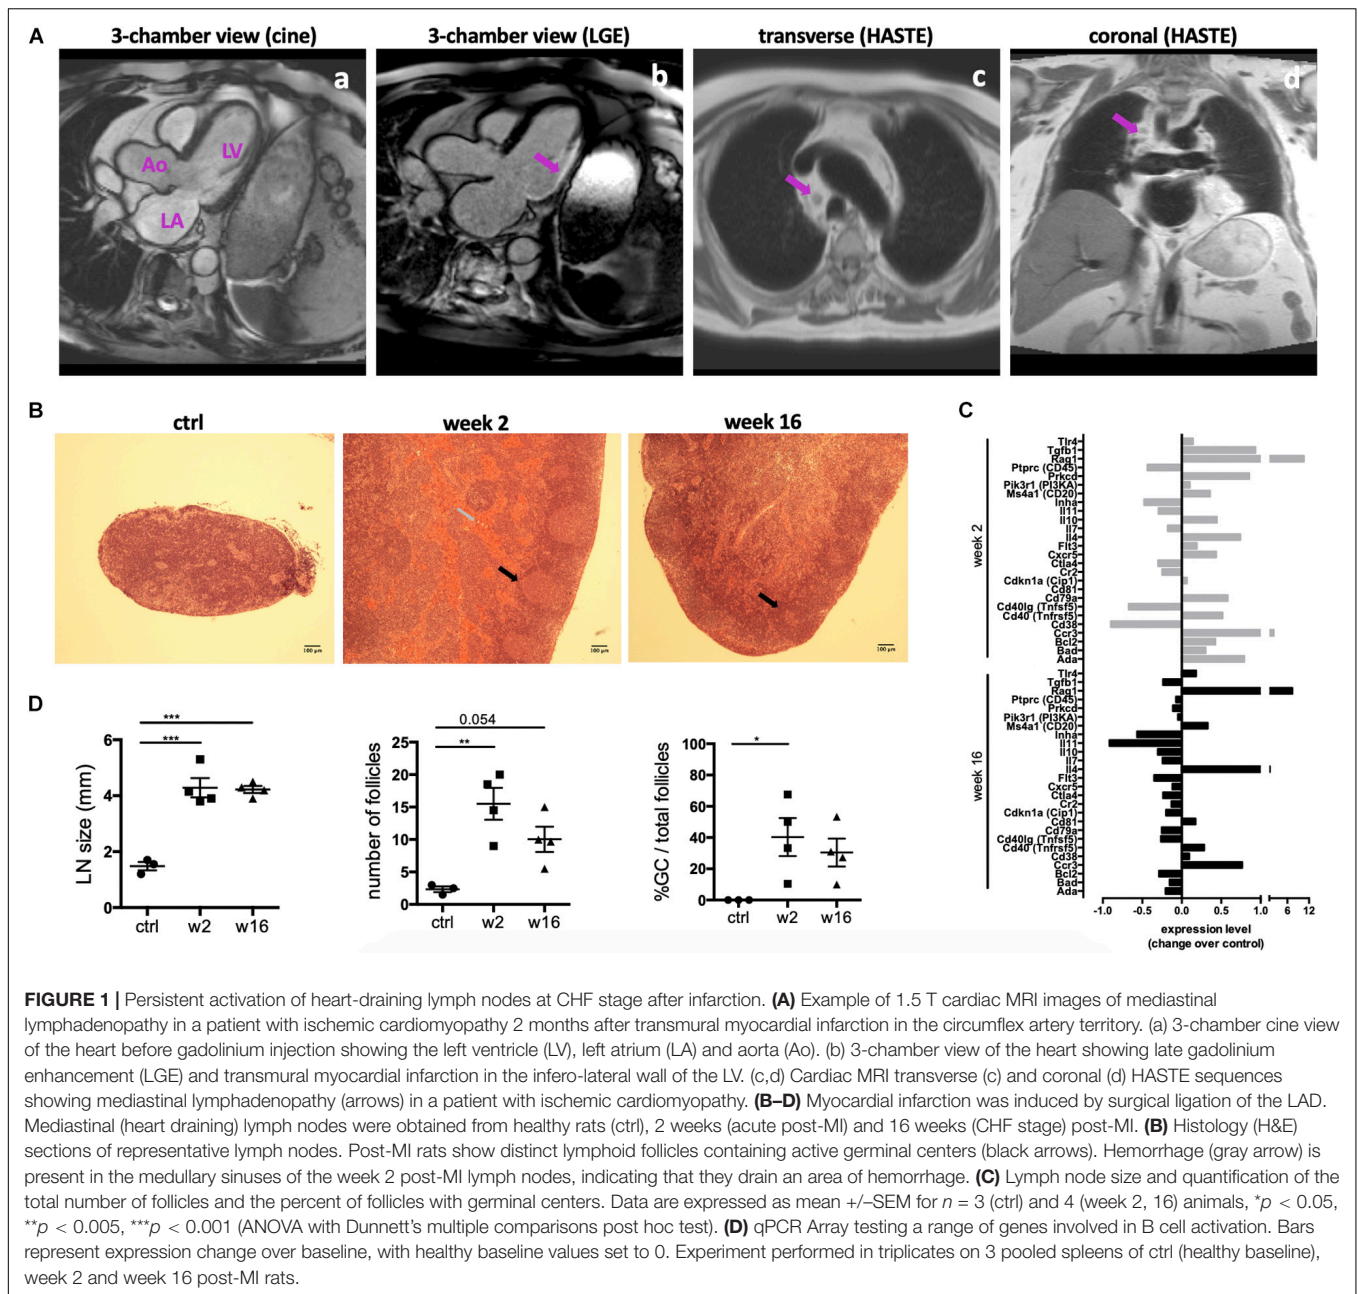 A
3-chamber view (cine)
3-chamber view (LGE)
transverse (HASTE)
coronal (HASTE)
a
b
c
d
Ao
LV
LA
B
ctrl
week 2
week 16
100 µm
100 µm
100 µm
C
week 2
Tlr4
Tgfb1
Rag1
Ptprc (CD45)
Prkcd
Pik3r1 (PI3KA)
Ms4a1 (CD20)
Inha
Il11
Il10
Il7
Il4
Flt3
Cxcr5
Ctla4
Cr2
Cdkn1a (Cip1)
Cd81
Cd79a
Cd40lg (Tnfsf5)
Cd40 (Tnfrsf5)
Cd38
Ccr3
Bcl2
Bad
Ada
week 16
Tlr4
Tgfb1
Rag1
Ptprc (CD45)
Prkcd
Pik3r1 (PI3KA)
Ms4a1 (CD20)
Inha
Il11
Il10
Il7
Il4
Flt3
Cxcr5
Ctla4
Cr2
Cdkn1a (Cip1)
Cd81
Cd79a
Cd40lg (Tnfsf5)
Cd40 (Tnfrsf5)
Cd38
Ccr3
Bcl2
Bad
Ada
-1.0 -0.5 0.0 0.5 1.0 6 12
expression level
(change over control)
D
***
***
LN size (mm)
6
4
2
0
ctrl w2 w16
0.054
**
number of follicles
25
20
15
10
5
0
ctrl w2 w16
*
%GC / total follicles
100
80
60
40
20
0
ctrl w2 w16
FIGURE 1 | Persistent activation of heart-draining lymph nodes at CHF stage after infarction. (A) Example of 1.5 T cardiac MRI images of mediastinal
lymphadenopathy in a patient with ischemic cardiomyopathy 2 months after transmural myocardial infarction in the circumflex artery territory. (a) 3-chamber cine view
of the heart before gadolinium injection showing the left ventricle (LV), left atrium (LA) and aorta (Ao). (b) 3-chamber view of the heart showing late gadolinium
enhancement (LGE) and transmural myocardial infarction in the infero-lateral wall of the LV. (c,d) Cardiac MRI transverse (c) and coronal (d) HASTE sequences
showing mediastinal lymphadenopathy (arrows) in a patient with ischemic cardiomyopathy. (B–D) Myocardial infarction was induced by surgical ligation of the LAD.
Mediastinal (heart draining) lymph nodes were obtained from healthy rats (ctrl), 2 weeks (acute post-MI) and 16 weeks (CHF stage) post-MI. (B) Histology (H&E)
sections of representative lymph nodes. Post-MI rats show distinct lymphoid follicles containing active germinal centers (black arrows). Hemorrhage (gray arrow) is
present in the medullary sinuses of the week 2 post-MI lymph nodes, indicating that they drain an area of hemorrhage. (C) Lymph node size and quantification of the
total number of follicles and the percent of follicles with germinal centers. Data are expressed as mean +/–SEM for n = 3 (ctrl) and 4 (week 2, 16) animals, *p < 0.05,
**p < 0.005, ***p < 0.001 (ANOVA with Dunnett's multiple comparisons post hoc test). (D) qPCR Array testing a range of genes involved in B cell activation. Bars
represent expression change over baseline, with healthy baseline values set to 0. Experiment performed in triplicates on 3 pooled spleens of ctrl (healthy baseline),
week 2 and week 16 post-MI rats.